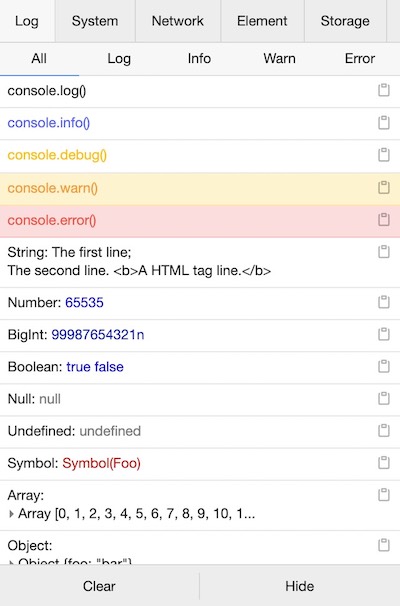 Log System Network Element Storage
All Log Info Warn Error
console.log()
console.info()
console.debug()
console.warn()
console.error()
String: The first line;
The second line. <b>A HTML tag line.</b>
Number: 65535
BigInt: 99987654321n
Boolean: true false
Null: null
Undefined: undefined
Symbol: Symbol(Foo)
Array:
Array [0, 1, 2, 3, 4, 5, 6, 7, 8, 9, 10, 1...
Object:
Object {foo: "bar"}
Clear Hide